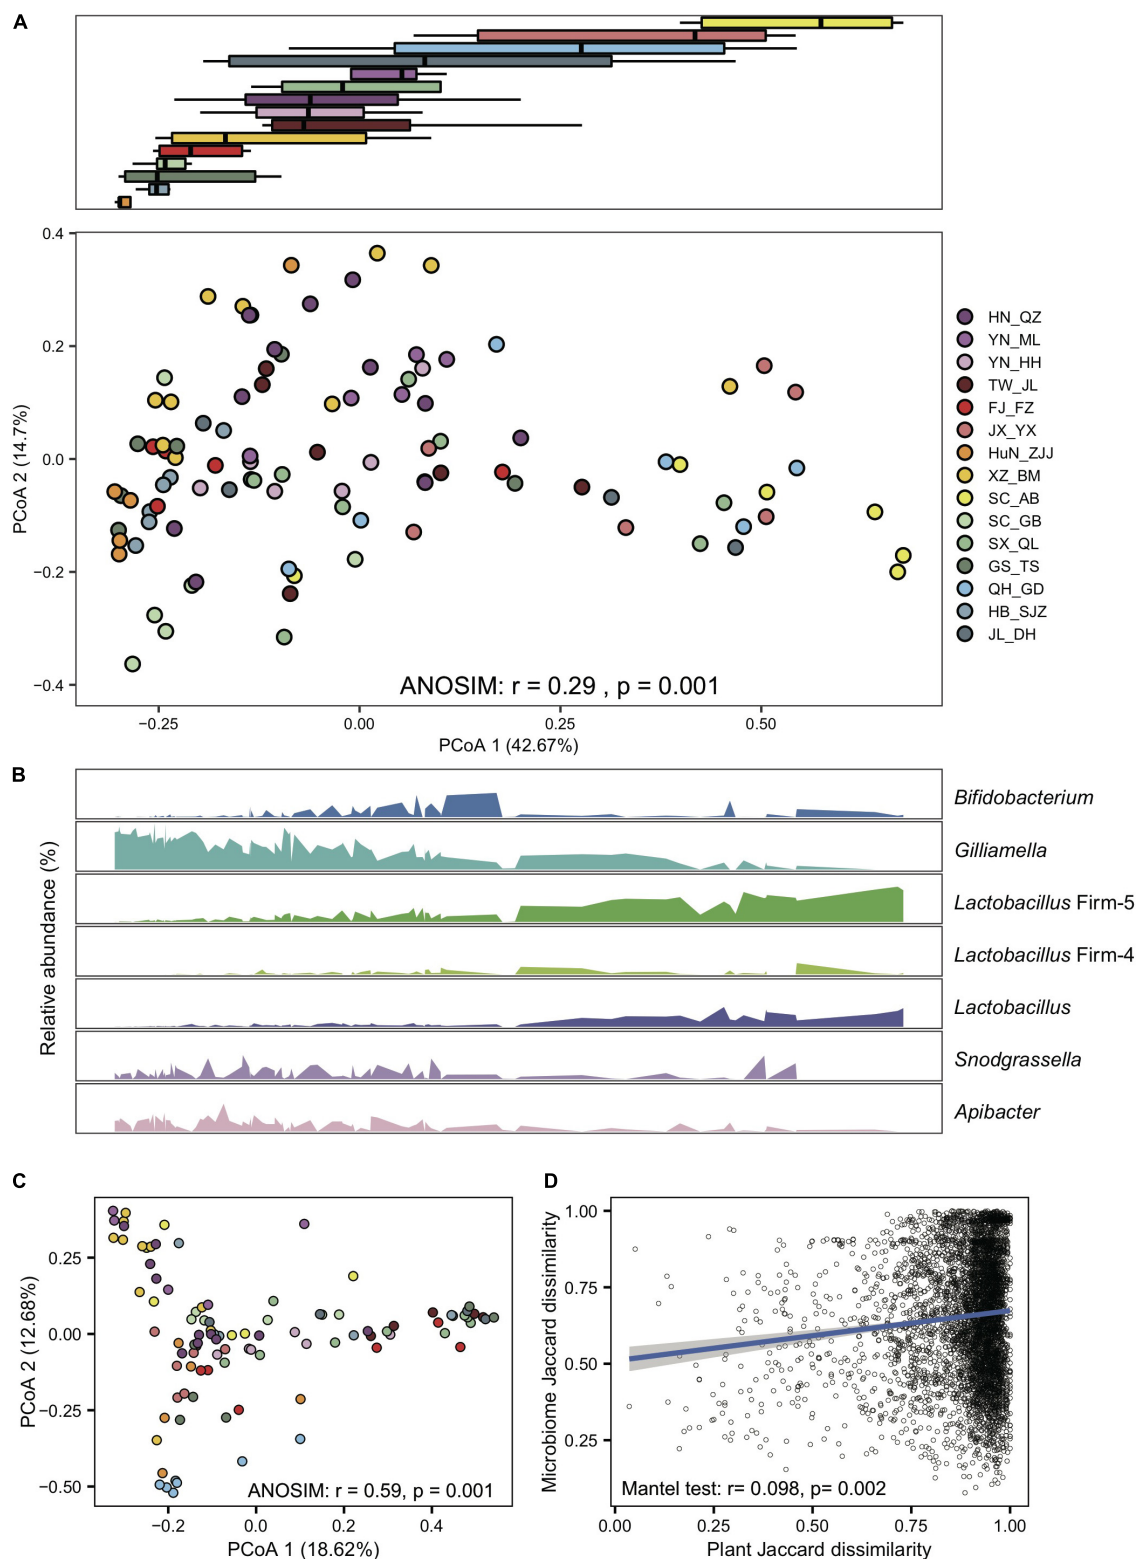 A
0.4
0.2
0.0
−0.2
−0.4
PCoA 2 (14.7%)
ANOSIM: r = 0.29 , p = 0.001
−0.25
0.00
0.25
0.50
PCoA 1 (42.67%)
HN_QZ
YN_ML
YN_HH
TW_JL
FJ_FZ
JX_YX
HuN_ZJJ
XZ_BM
SC_AB
SC_GB
SX_QL
GS_TS
QH_GD
HB_SJZ
JL_DH
B
Relative abundance (%)
Bifidobacterium
Gilliamella
Lactobacillus Firm-5
Lactobacillus Firm-4
Lactobacillus
Snodgrassella
Apibacter
C
0.25
0.00
−0.25
−0.50
PCoA 2 (12.68%)
ANOSIM: r = 0.59, p = 0.001
−0.2
0.0
0.2
0.4
PCoA 1 (18.62%)
D
1.00
0.75
0.50
0.25
Microbiome Jaccard dissimilarity
Mantel test: r= 0.098, p= 0.002
0.00
0.25
0.50
0.75
1.00
Plant Jaccard dissimilarity